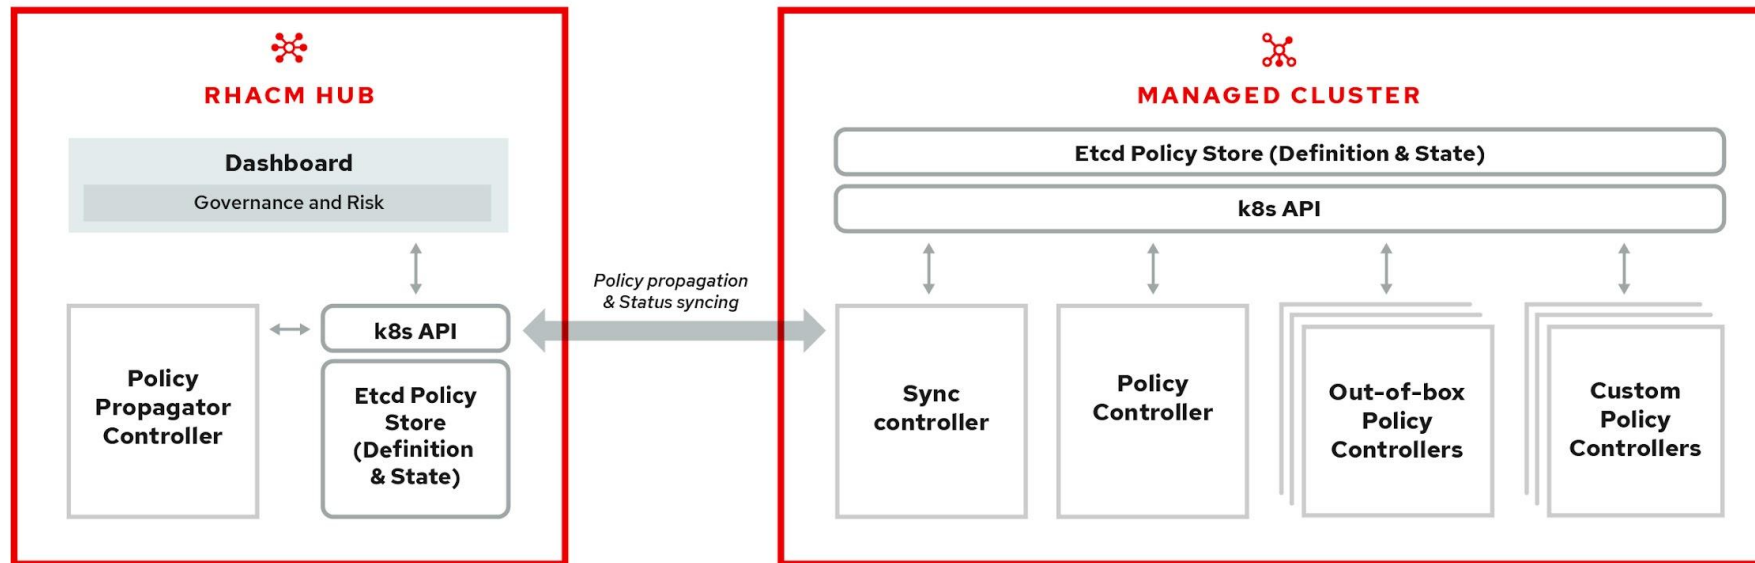 RHACM HUB
Dashboard
Governance and Risk
Policy
Propagator
Controller
k8s API
Etcd Policy
Store
(Definition
& State)
Policy propagation
& Status syncing
MANAGED CLUSTER
Etcd Policy Store (Definition & State)
k8s API
Sync
controller
Policy
Controller
Out-of-box
Policy
Controllers
Custom
Policy
Controllers